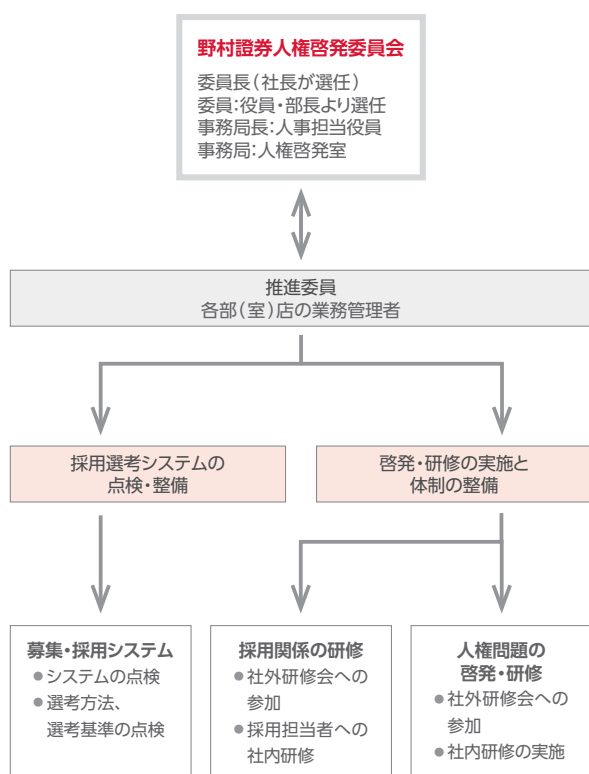 野村證券人権啓発委員会
委員長(社長が選任)
委員:役員・部長より選任
事務局長:人事担当役員
事務局:人権啓発室
推進委員
各部(室)店の業務管理者
採用選考システムの
点検・整備
啓発・研修の実施と
体制の整備
募集・採用システム
●システムの点検
●選考方法、
選考基準の点検
採用関係の研修
●社外研修会への
参加
●採用担当者への
社内研修
人権問題の
啓発・研修
●社外研修会への
参加
●社内研修の実施